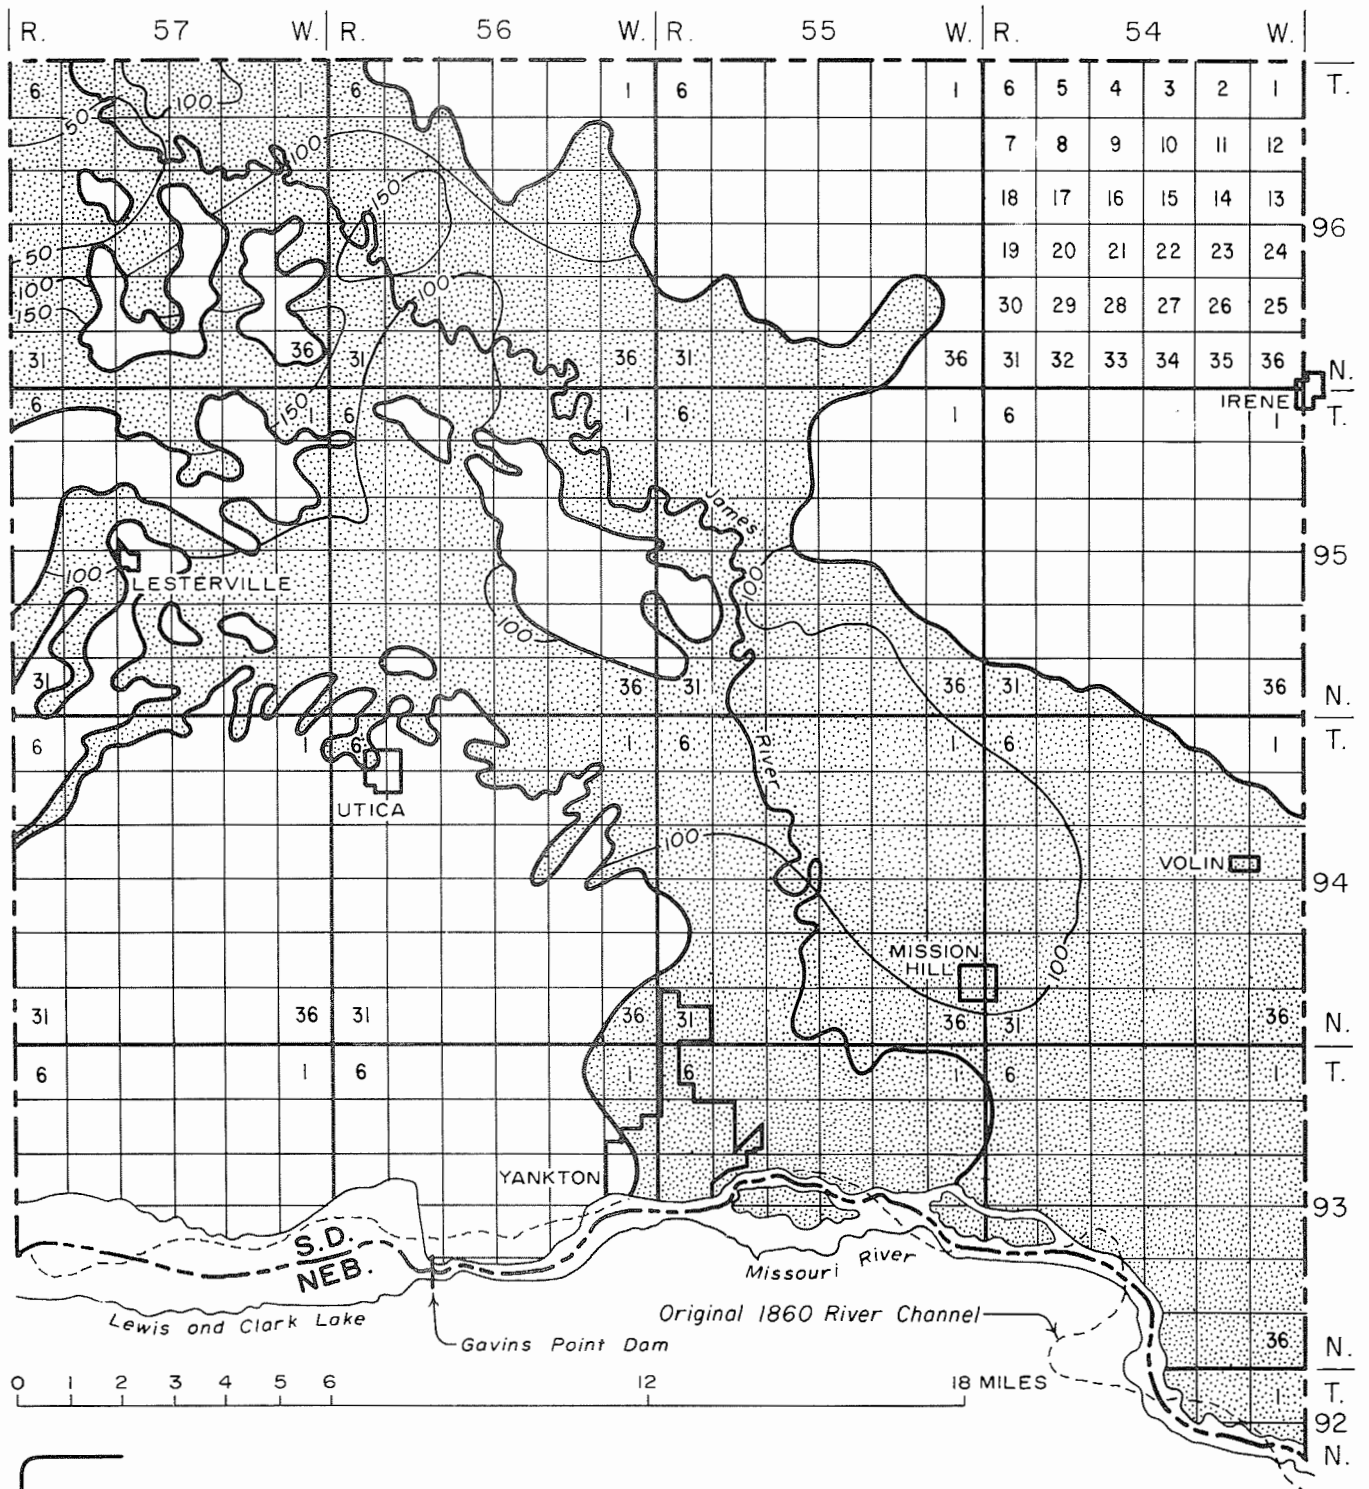 R. 57 W. R. 56 W. R. 55 W. R. 54 W.
T.
6 1 6 1 6 1 6 5 4 3 2 1
100
50
7 8 9 10 11 12
100
150
18 17 16 15 14 13
96
50
19 20 21 22 23 24
100
100
150
30 29 28 27 26 25
31 36 31 36 31 36 31 32 33 34 35 36
N.
IRENE
T.
6 1 6 1 6 1 6 1
150
James
95
100
LESTERVILLE
100
100
31 36 31 36 31 36
N.
T.
6 1 6 1 6 1 6 1
River
UTICA
100
VOLIN
94
MISSION
HILL
100
31 36 31 36 31 36 31 36
N.
T.
6 1 6 1 6 1 6 1
YANKTON
93
S.D.
NEB.
River
Missouri
Lewis and Clark Lake
Original 1860 River Channel
Gavins Point Dam
36
N.
0 1 2 3 4 5 6 12 18 MILES
T.
1
92
N.